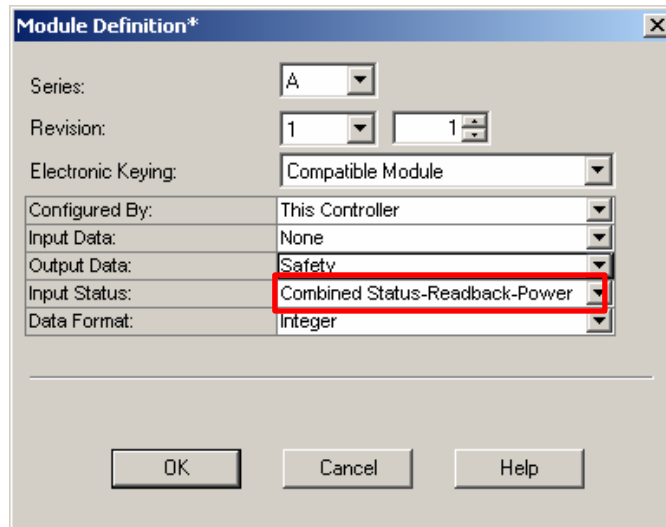 Module Definition*
Series: A
Revision: 1 1
Electronic Keying: Compatible Module
Configured By: This Controller
Input Data: None
Output Data: Safety
Input Status: Combined Status-Readback-Power
Data Format: Integer
OK Cancel Help